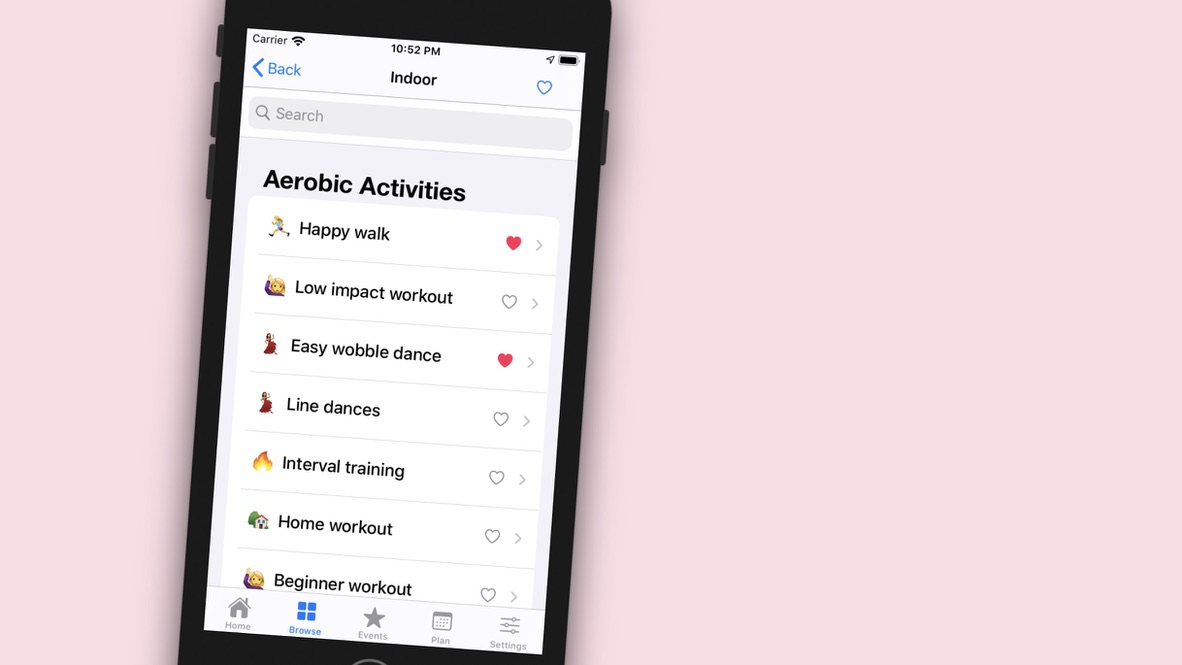 Carrier
10:52 PM
Back
Indoor
Search
Aerobic Activities
Happy walk
Low impact workout
Easy wobble dance
Line dances
Interval training
Home workout
Beginner workout
Home
Browse
Events
Plan
Settings